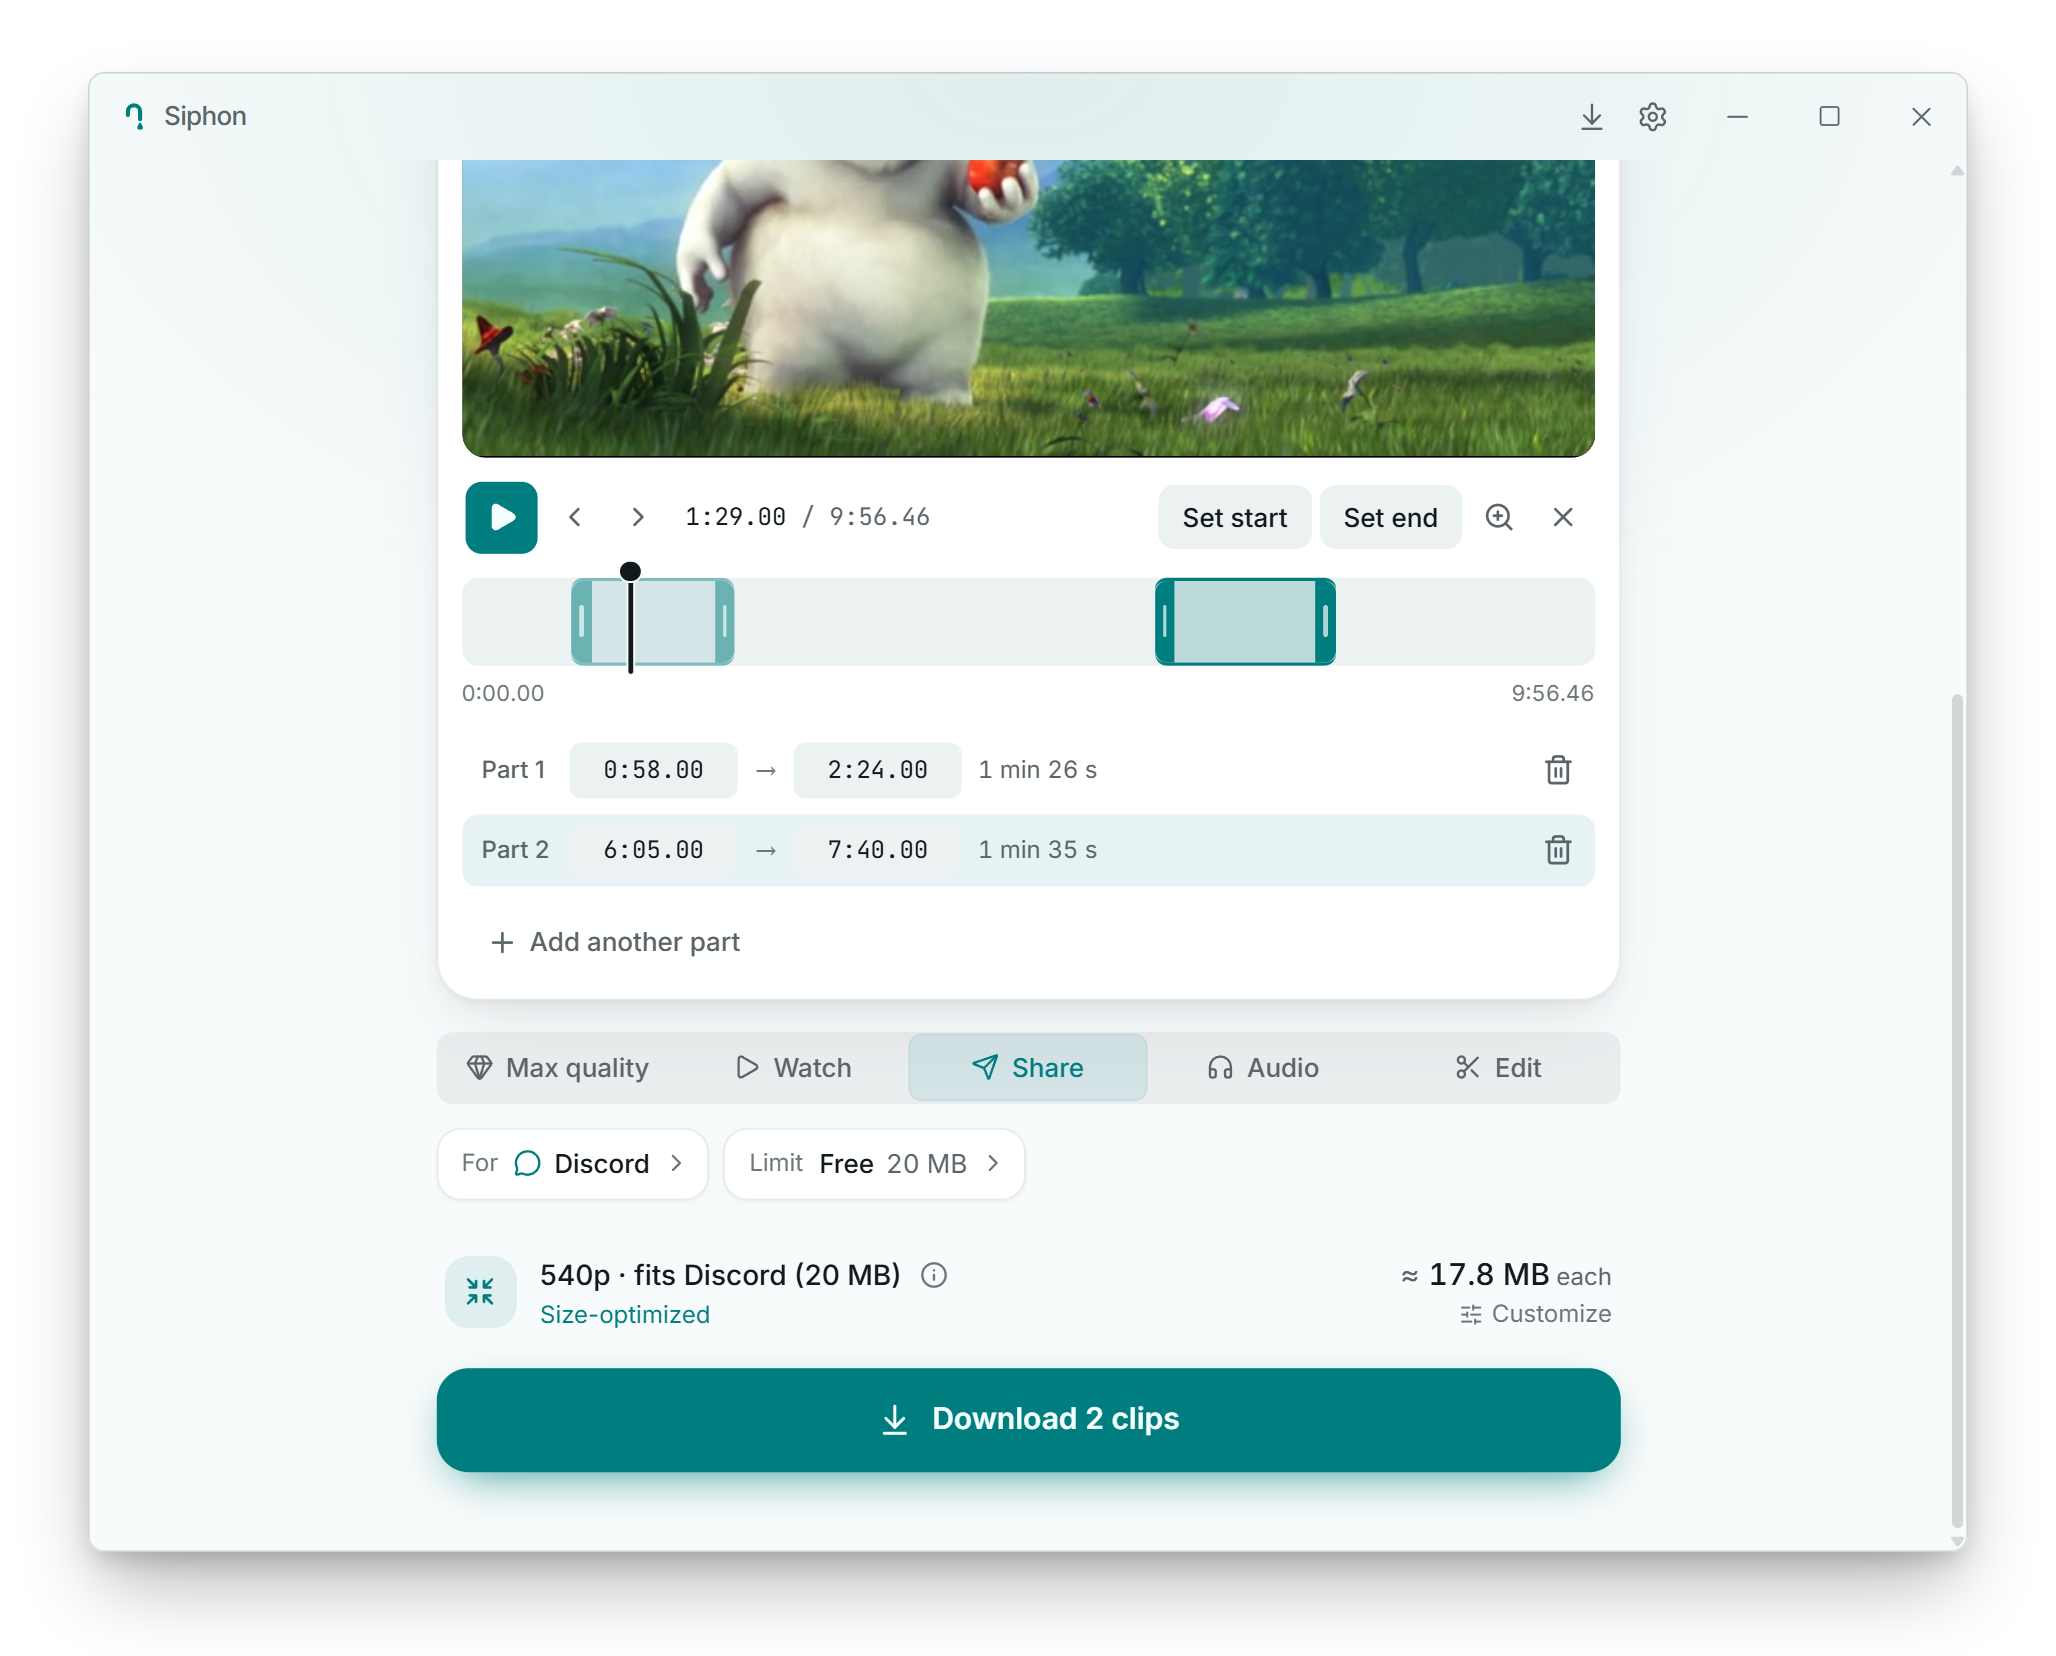 Siphon
1:29.00 / 9:56.46
Set start
Set end
0:00.00
9:56.46
Part 1 0:58.00 → 2:24.00 1 min 26 s
Part 2 6:05.00 → 7:40.00 1 min 35 s
Add another part
Max quality
Watch
Share
Audio
Edit
For Discord
Limit Free 20 MB
540p · fits Discord (20 MB)
≈ 17.8 MB each
Size-optimized
Customize
Download 2 clips